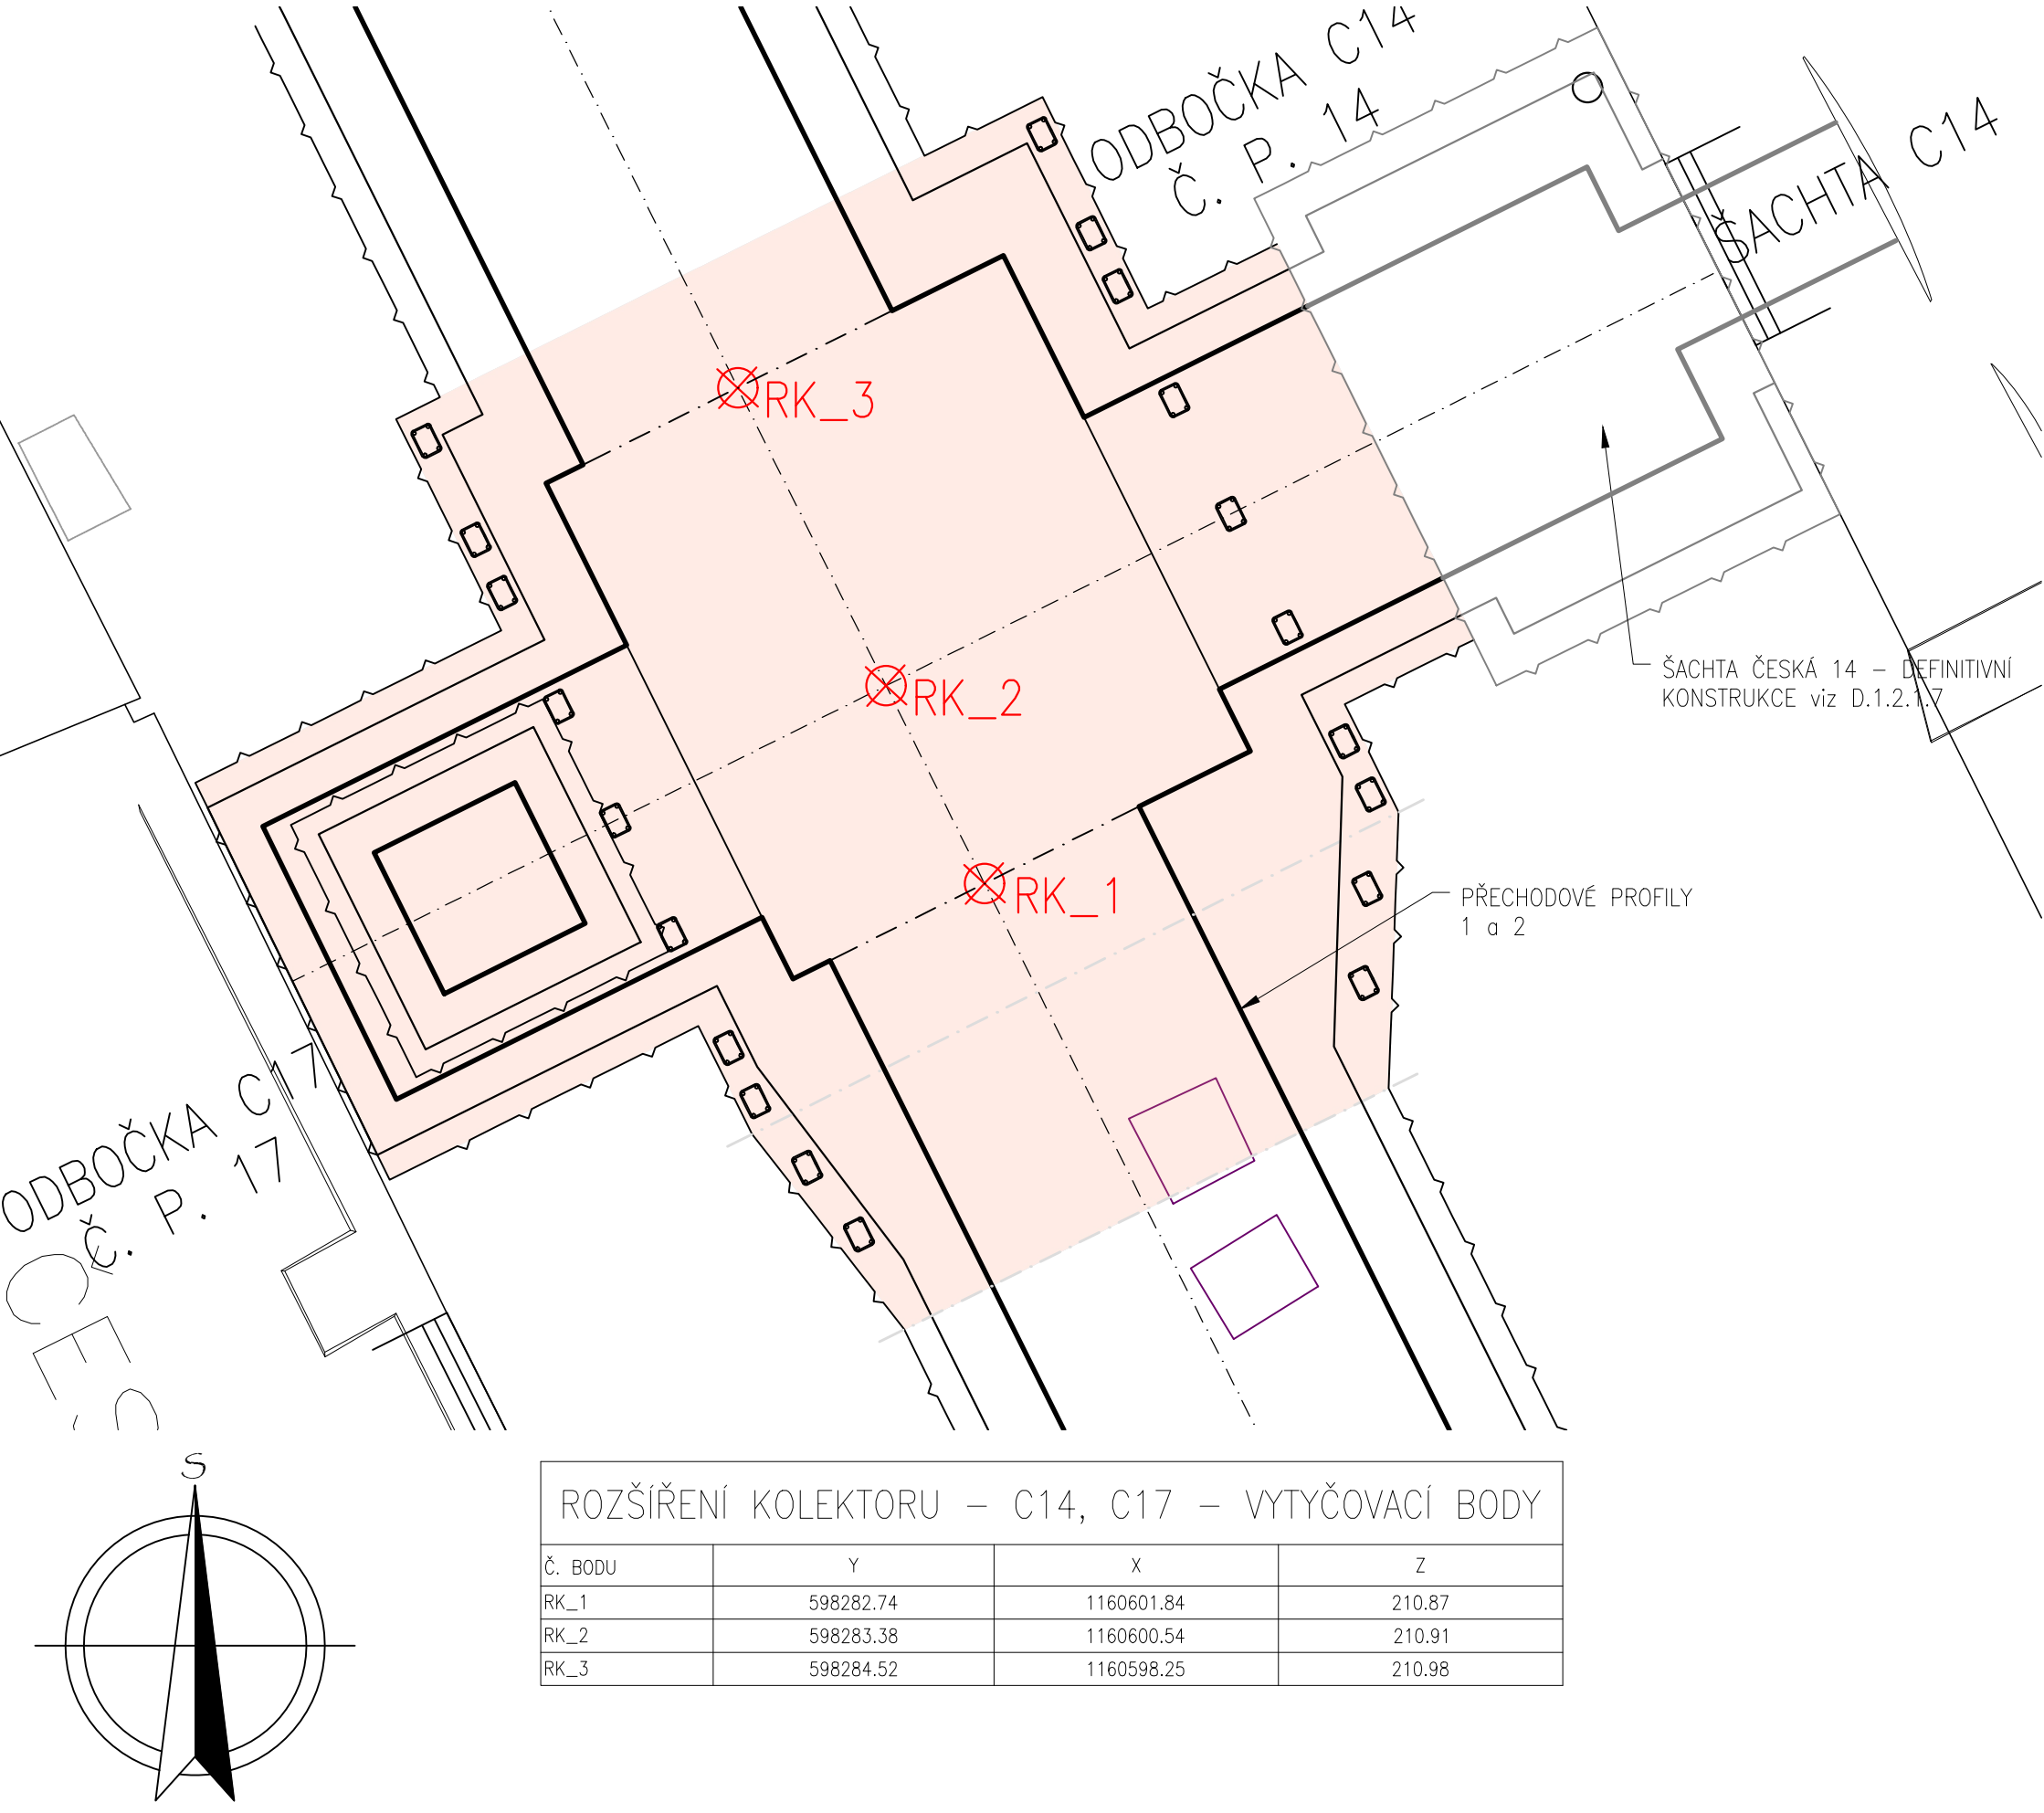 ODBOČKA C14
Č. P. 14
ŠACHTA C14
RK_3
RK_2
RK_1
ŠACHTA ČESKÁ 14 – DEFINITIVNÍ
KONSTRUKCE viz D.1.2.1.7
PŘECHODOVÉ PROFILY
1 a 2
ODBOČKA C17
Č. P. 17
S
ROZŠÍŘENÍ KOLEKTORU – C14, C17 – VYTYČOVACÍ BODY
Č. BODU Y X Z
RK_1 598282.74 1160601.84 210.87
RK_2 598283.38 1160600.54 210.91
RK_3 598284.52 1160598.25 210.98